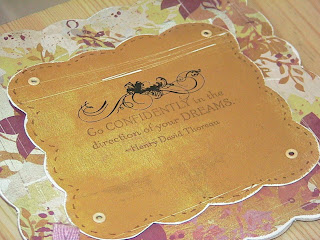 Go CONFIDENTLY in the
direction of your DREAMS.
~Henry David Thoreau